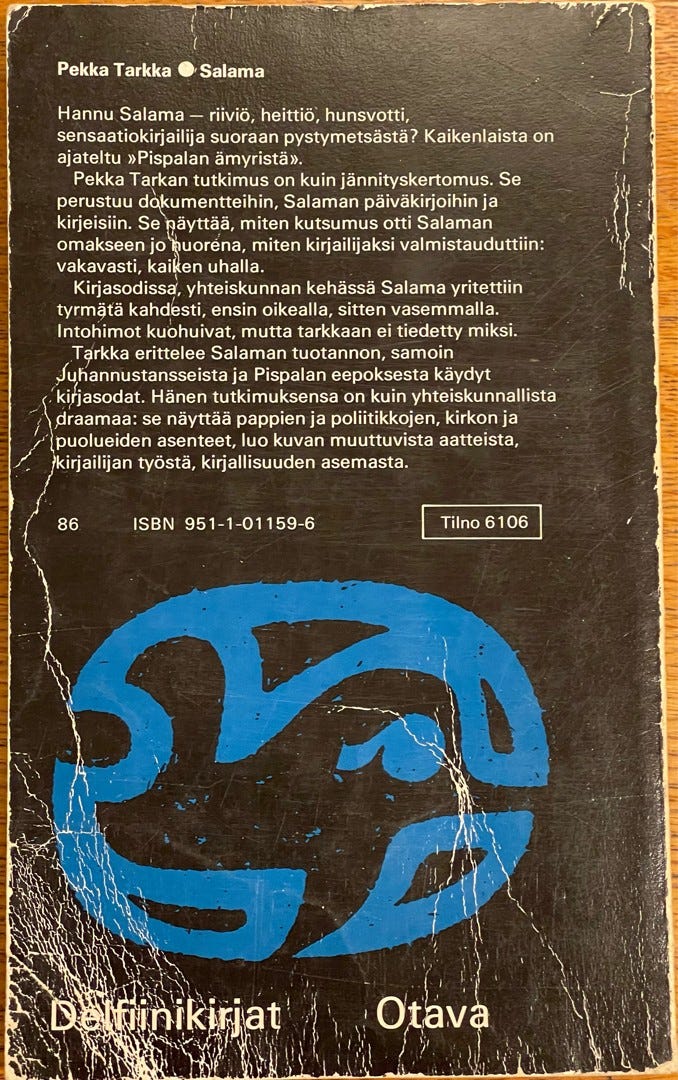 Pekka Tarkka ● Salama
Hannu Salama — riiviö, heittiö, hunsvotti,
sensaatiokirjailija suoraan pystymetsästä? Kaikenlaista on
ajateltu »Pispalan ämyristä».
Pekka Tarkan tutkimus on kuin jännityskertomus. Se
perustuu dokumentteihin, Salaman päiväkirjoihin ja
kirjeisiin. Se näyttää, miten kutsumus otti Salaman
omakseen jo nuorena, miten kirjailijaksi valmistauduttiin:
vakavasti, kaiken uhalla.
Kirjasodissa, yhteiskunnan kehässä Salama yritettiin
tyrmätä kahdesti, ensin oikealla, sitten vasemmalla.
Intohimot kuohuivat, mutta tarkkaan ei tiedetty miksi.
Tarkka erittelee Salaman tuotannon, samoin
Juhannustansseista ja Pispalan eepoksesta käydyt
kirjasodat. Hänen tutkimuksensa on kuin yhteiskunnallista
draamaa: se näyttää pappien ja poliitikkojen, kirkon ja
puolueiden asenteet, luo kuvan muuttuvista aatteista,
kirjailijan työstä, kirjallisuuden asemasta.
86 ISBN 951-1-01159-6 Tilno 6106
Delfiinikirjat Otava